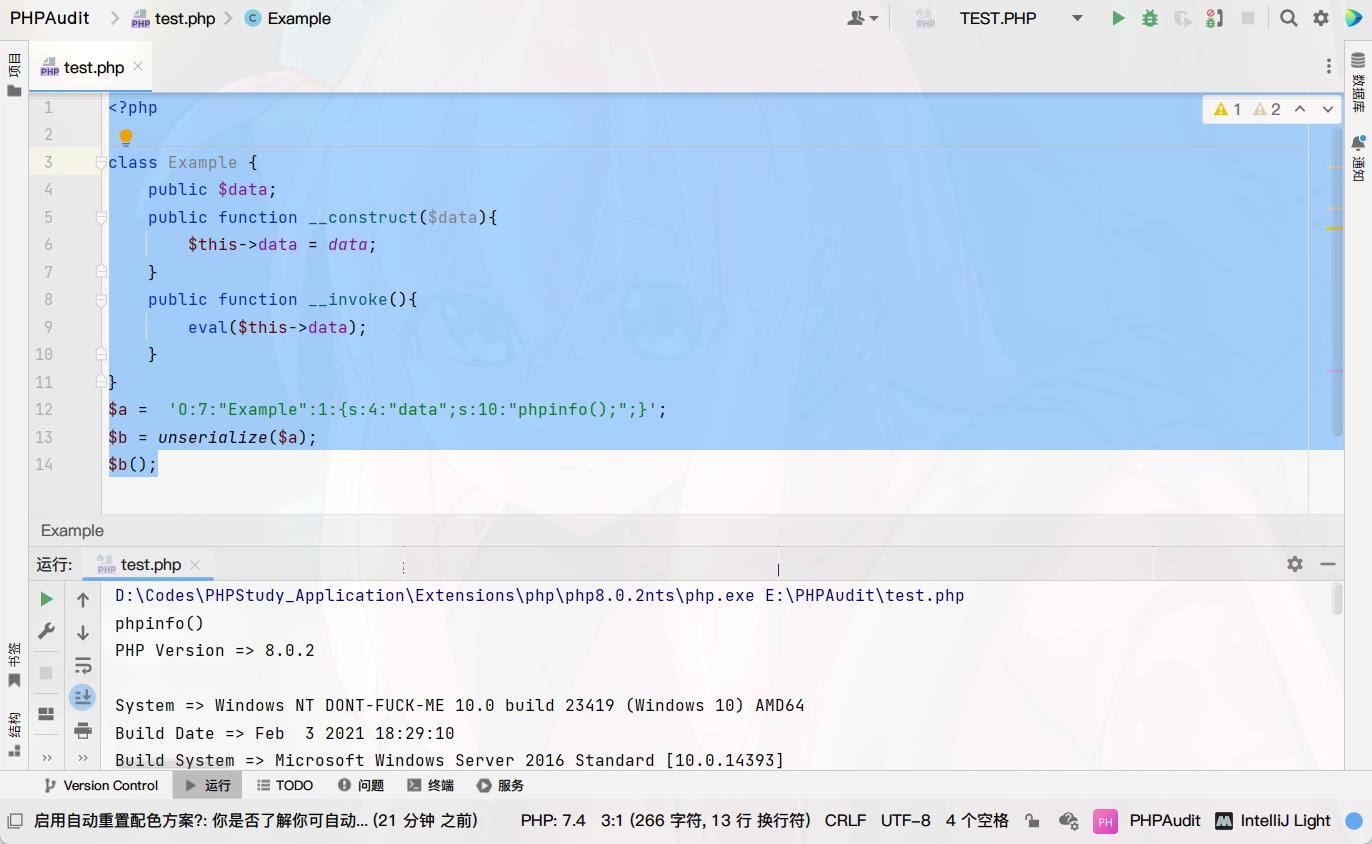 PHPAudit test.php Example TEST.PHP
项目
test.php
数据库
通知
1 2
1 <?php
2
3 class Example {
4 public $data;
5 public function __construct($data){
6 $this->data = data;
7 }
8 public function __invoke(){
9 eval($this->data);
10 }
11 }
12 $a =  'O:7:"Example":1:{s:4:"data";s:10:"phpinfo();";}';
13 $b = unserialize($a);
14 $b();
Example
运行: test.php
D:\Codes\PHPStudy_Application\Extensions\php\php8.0.2nts\php.exe E:\PHPAudit\test.php
phpinfo()
PHP Version => 8.0.2
System => Windows NT DONT-FUCK-ME 10.0 build 23419 (Windows 10) AMD64
Build Date => Feb  3 2021 18:29:10
Build System => Microsoft Windows Server 2016 Standard [10.0.14393]
书签
结构
Version Control 运行 TODO 问题 终端 服务
启用自动重置配色方案?: 你是否了解你可自动... (21 分钟 之前) PHP: 7.4 3:1 (266 字符, 13 行 换行符) CRLF UTF-8 4 个空格 PH PHPAudit IntelliJ Light